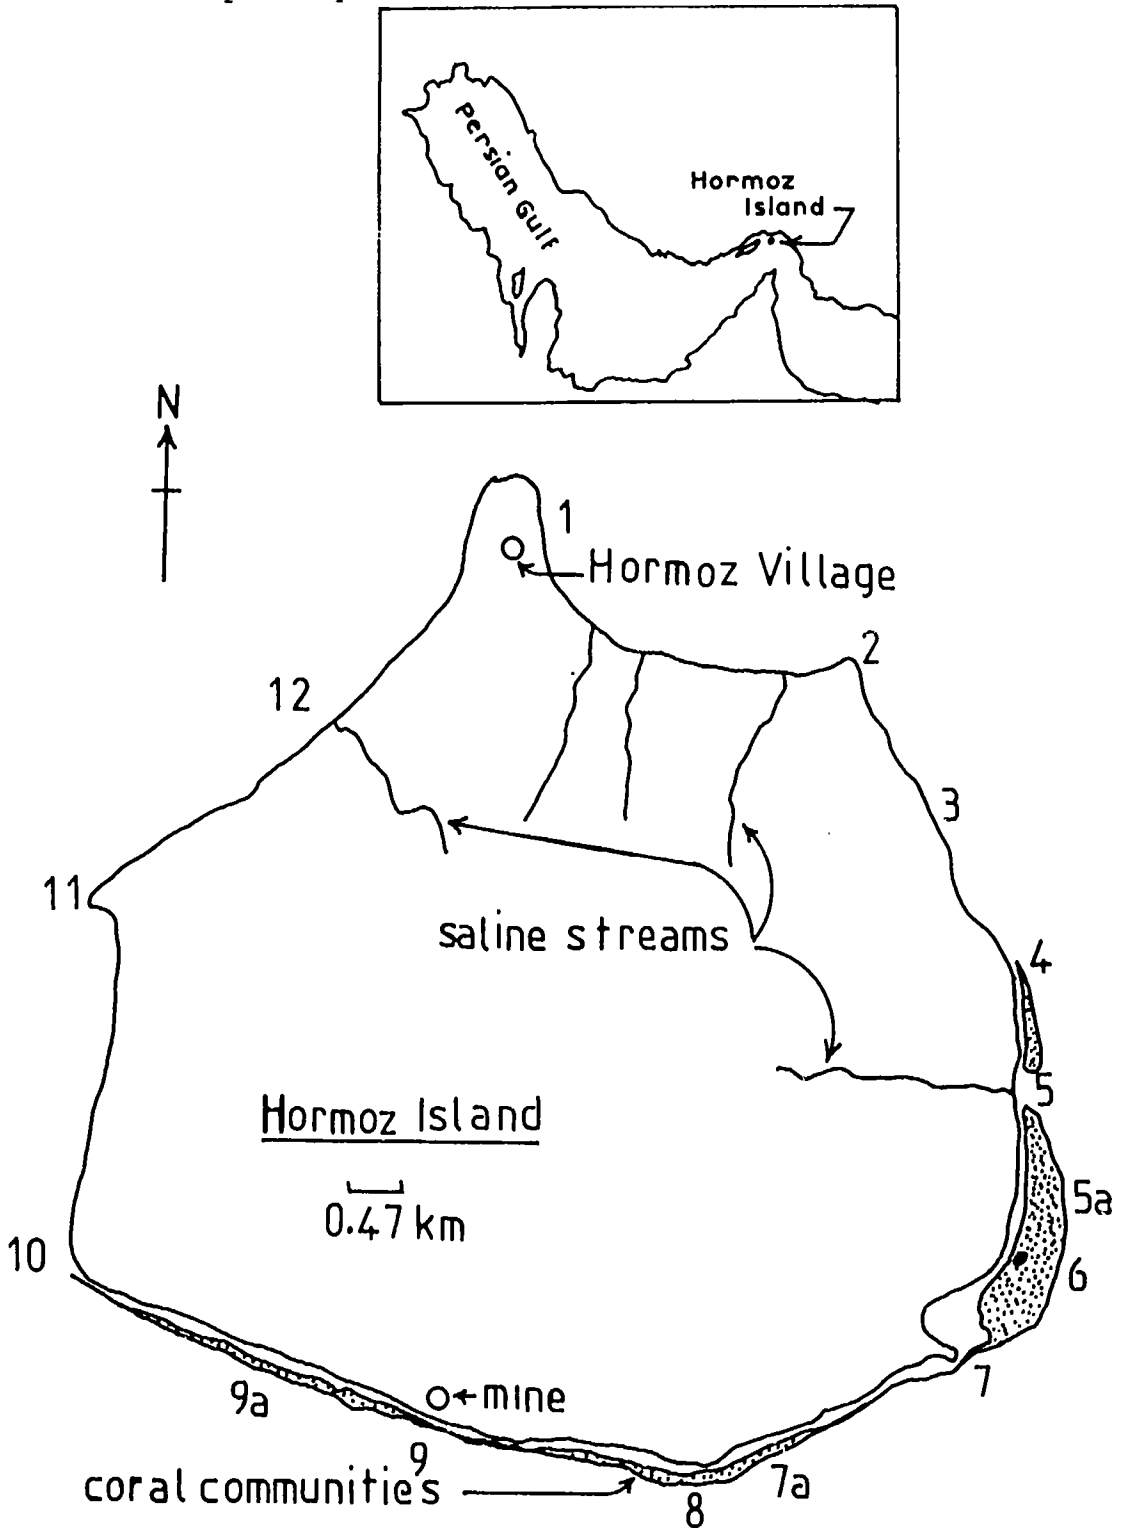 Persian Gulf
Hormoz
Island
N
1
Hormoz Village
2
12
3
11
saline streams
4
5
Hormoz Island
5a
0.47 km
10
6
7
9a
mine
9
coral communities
7a
8